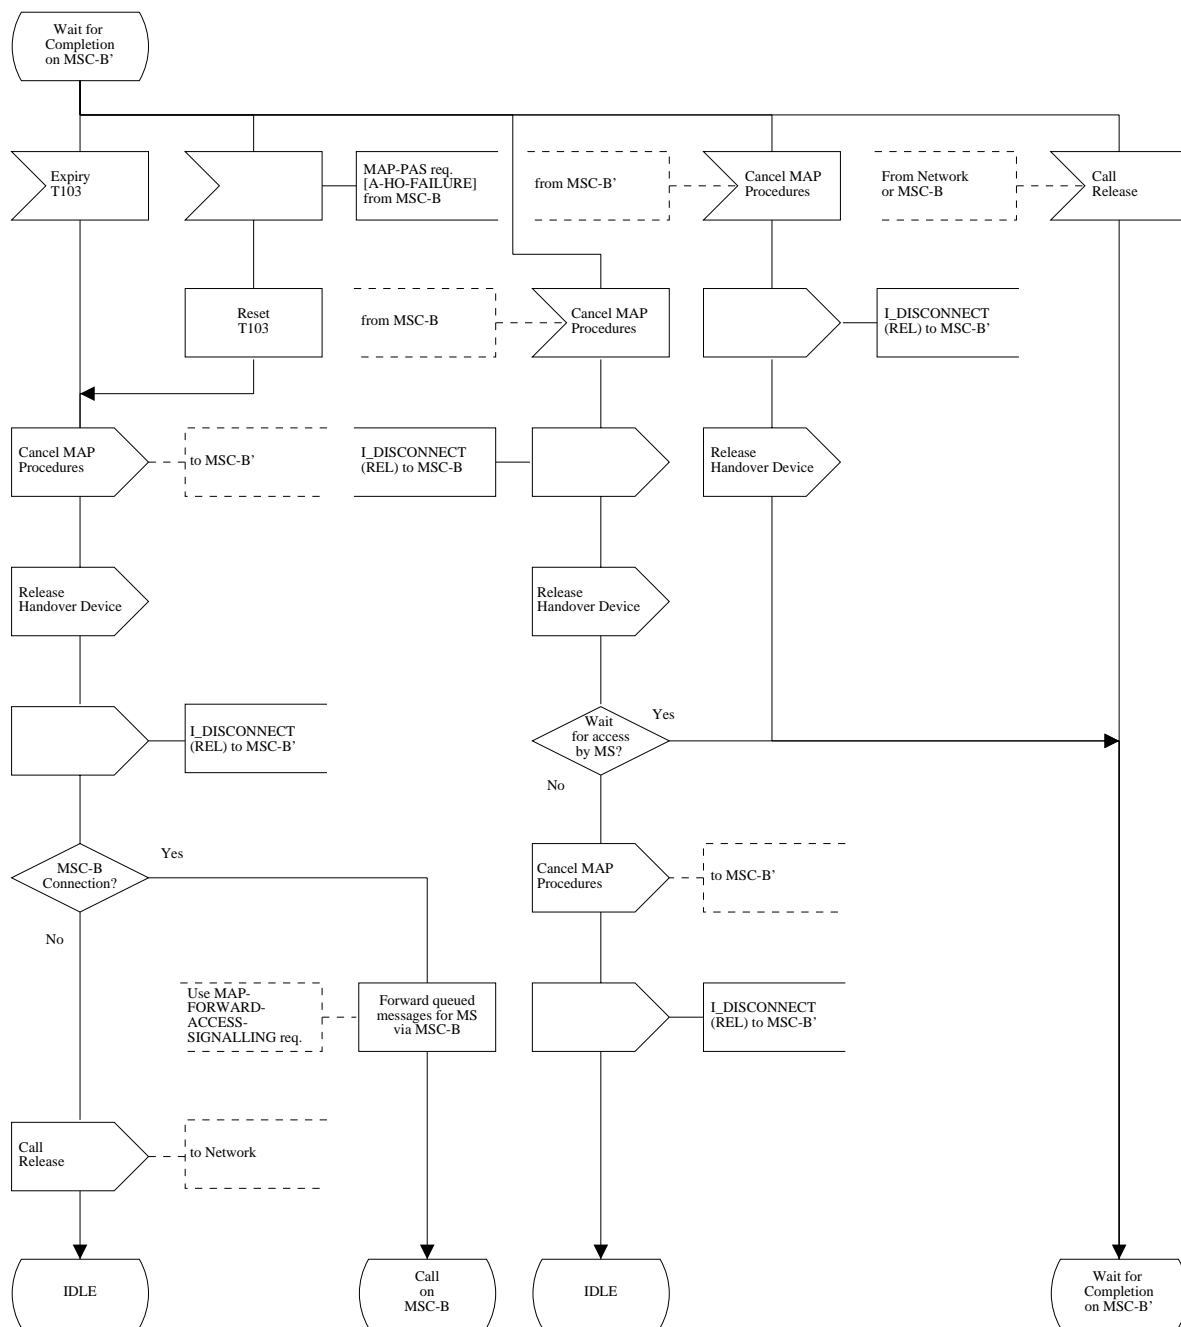 Wait for
Completion
on MSC-B’
Expiry
T103
MAP-PAS req.
[A-HO-FAILURE]
from MSC-B
from MSC-B’
Cancel MAP
Procedures
From Network
or MSC-B
Call
Release
Reset
T103
from MSC-B
Cancel MAP
Procedures
I_DISCONNECT
(REL) to MSC-B’
Cancel MAP
Procedures
to MSC-B’
I_DISCONNECT
(REL) to MSC-B
Release
Handover Device
Release
Handover Device
Release
Handover Device
I_DISCONNECT
(REL) to MSC-B’
Wait
for access
by MS?
Yes
No
MSC-B
Connection?
Yes
No
Cancel MAP
Procedures
to MSC-B’
Use MAP-
FORWARD-
ACCESS-
SIGNALLING req.
Forward queued
messages for MS
via MSC-B
I_DISCONNECT
(REL) to MSC-B’
Call
Release
to Network
IDLE
Call
on
MSC-B
IDLE
Wait for
Completion
on MSC-B’